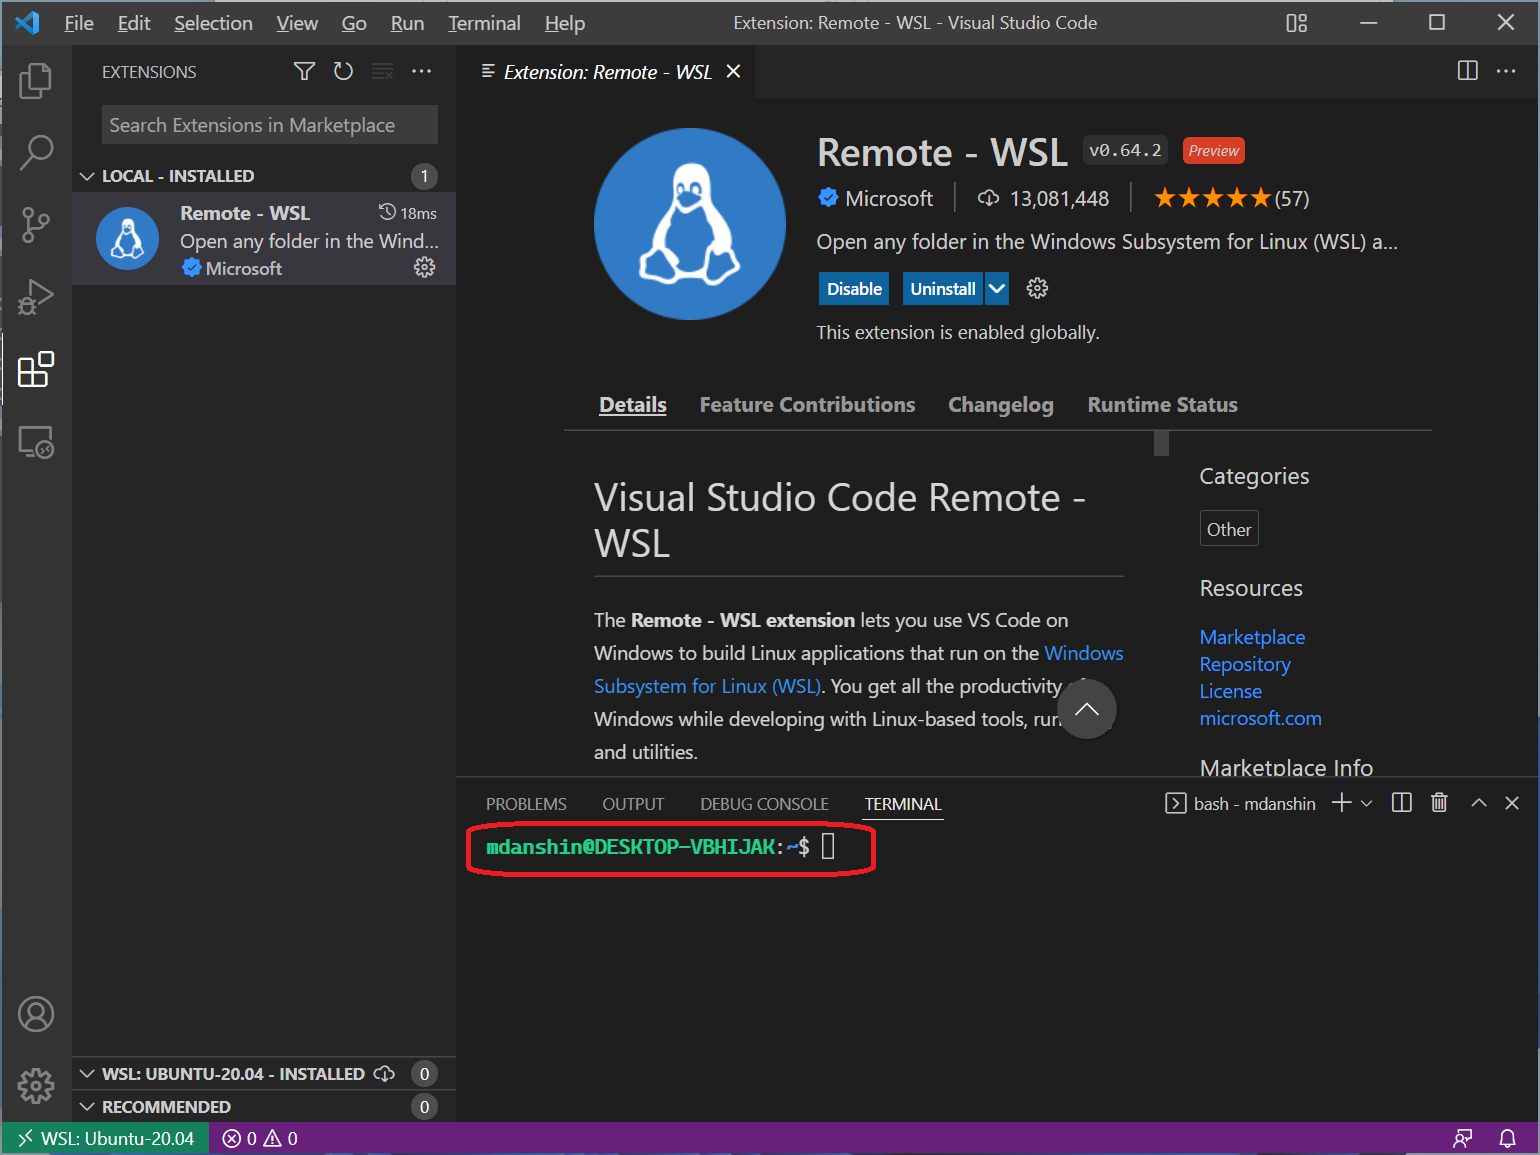 File Edit Selection View Go Run Terminal Help Extension: Remote - WSL - Visual Studio Code
EXTENSIONS
Search Extensions in Marketplace
LOCAL - INSTALLED 1
Remote - WSL 18ms
Open any folder in the Wind...
Microsoft
Extension: Remote - WSL
Remote - WSL v0.64.2 Preview
Microsoft 13,081,448 (57)
Open any folder in the Windows Subsystem for Linux (WSL) a...
Disable Uninstall
This extension is enabled globally.
Details Feature Contributions Changelog Runtime Status
Visual Studio Code Remote -
WSL
The Remote - WSL extension lets you use VS Code on
Windows to build Linux applications that run on the Windows
Subsystem for Linux (WSL). You get all the productivity
Windows while developing with Linux-based tools,
and utilities.
Categories
Other
Resources
Marketplace
Repository
License
microsoft.com
Marketplace Info
PROBLEMS OUTPUT DEBUG CONSOLE TERMINAL bash - mdanshin
mdanshin@DESKTOP-VBHIJAK:~$
WSL: UBUNTU-20.04 - INSTALLED 0
RECOMMENDED 0
WSL: Ubuntu-20.04 0 0